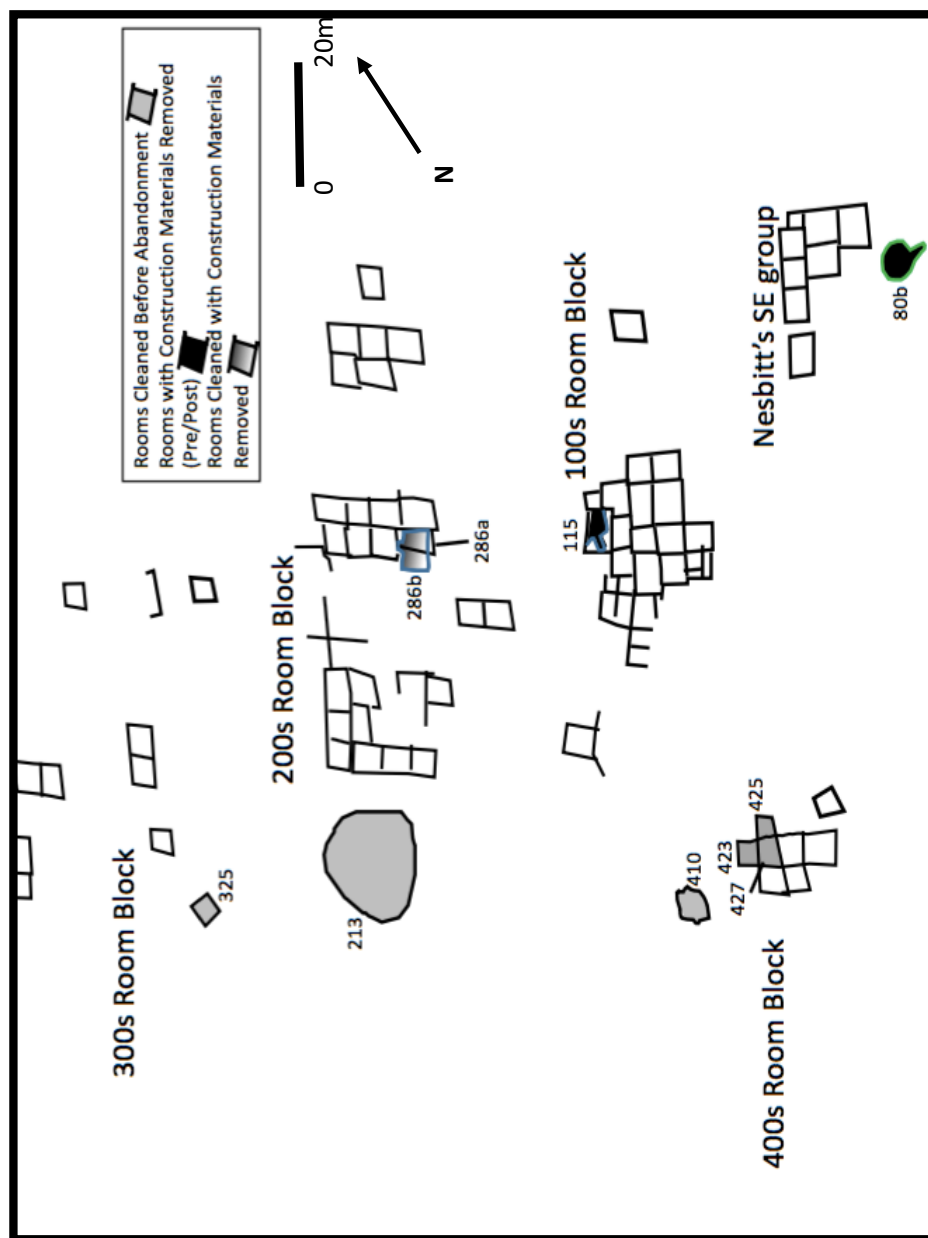 Rooms Cleaned Before Abandonment
Rooms with Construction Materials Removed
(Pre/Post)
Rooms Cleaned with Construction Materials
Removed
0
20m
N
300s Room Block
325
200s Room Block
213
286b
286a
100s Room Block
115
Nesbitt's SE group
80b
400s Room Block
410
423
425
427